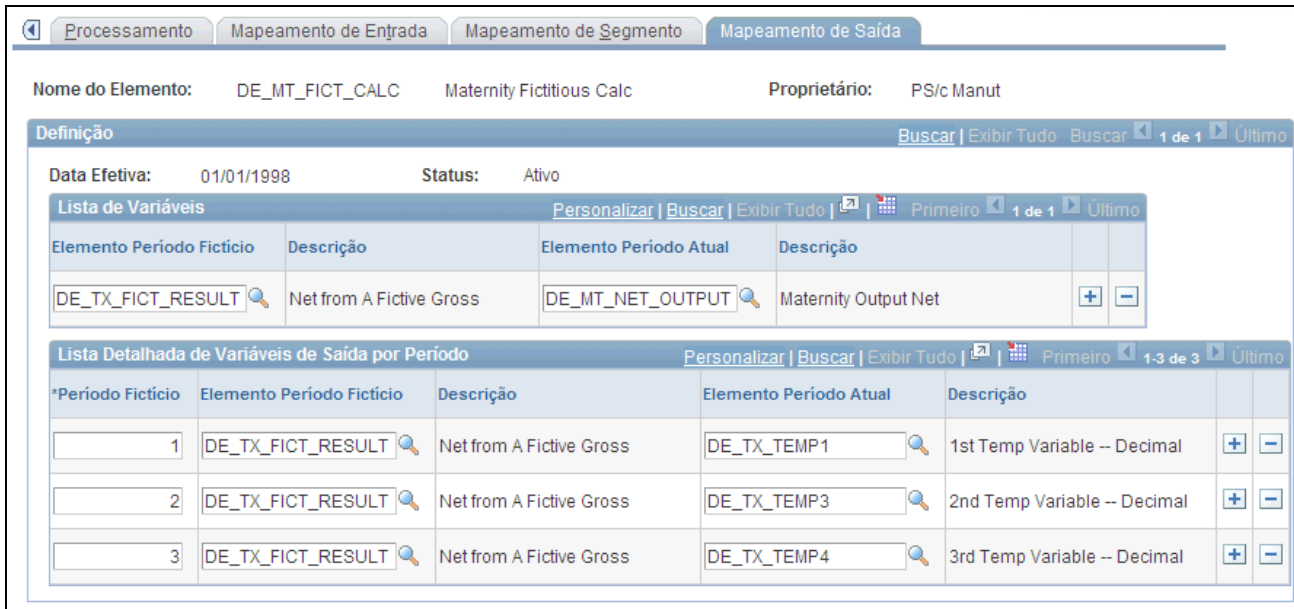 Processamento Mapeamento de Entrada Mapeamento de Segmento Mapeamento de Saída
Nome do Elemento: DE_MT_FICT_CALC Maternity Fictitious Calc Proprietário: PS/c Manut
Definição Buscar | Exibir Tudo Buscar 1 de 1 Último
Data Efetiva: 01/01/1998 Status: Ativo
Lista de Variáveis Personalizar | Buscar | Exibir Tudo | | Primeiro 1 de 1 Último
Elemento Período Fictício Descrição Elemento Período Atual Descrição
DE_TX_FICT_RESULT Net from A Fictive Gross DE_MT_NET_OUTPUT Maternity Output Net
Lista Detalhada de Variáveis de Saída por Período Personalizar | Buscar | Exibir Tudo | | Primeiro 1-3 de 3 Último
*Período Fictício Elemento Período Fictício Descrição Elemento Período Atual Descrição
1 DE_TX_FICT_RESULT Net from A Fictive Gross DE_TX_TEMP1 1st Temp Variable -- Decimal
2 DE_TX_FICT_RESULT Net from A Fictive Gross DE_TX_TEMP3 2nd Temp Variable -- Decimal
3 DE_TX_FICT_RESULT Net from A Fictive Gross DE_TX_TEMP4 3rd Temp Variable -- Decimal